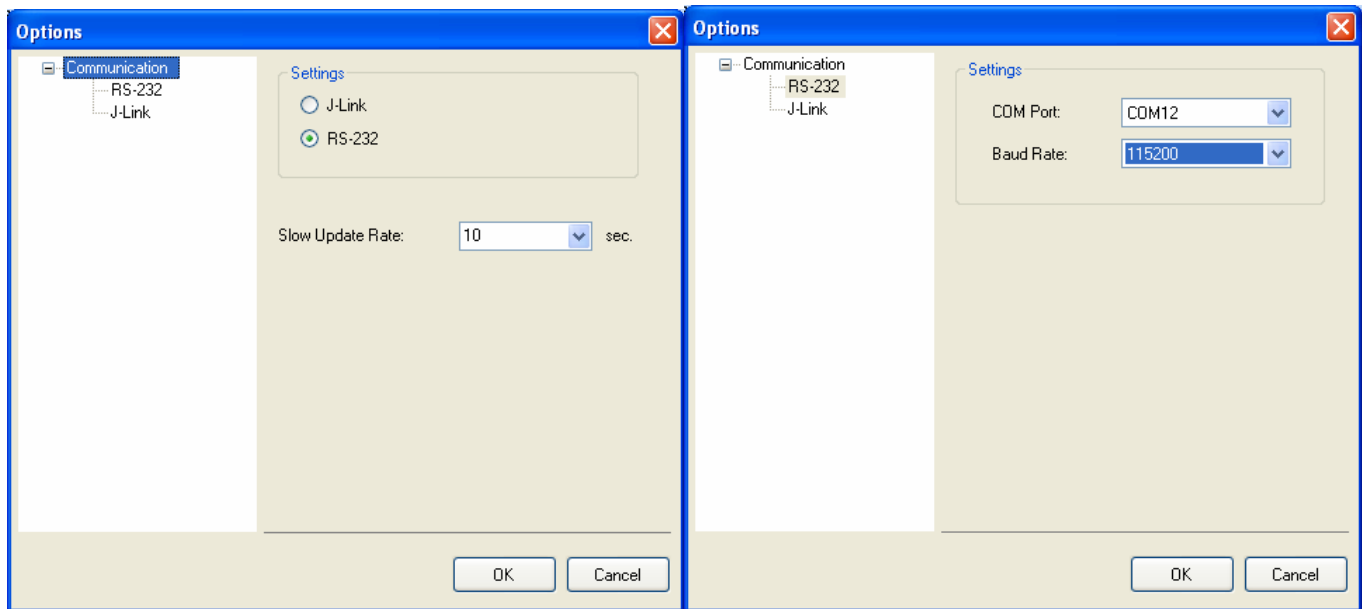 Options
Communication
RS-232
J-Link
Settings
J-Link
RS-232
Slow Update Rate: 10 sec.
OK Cancel
Options
Communication
RS-232
J-Link
Settings
COM Port: COM12
Baud Rate: 115200
OK Cancel